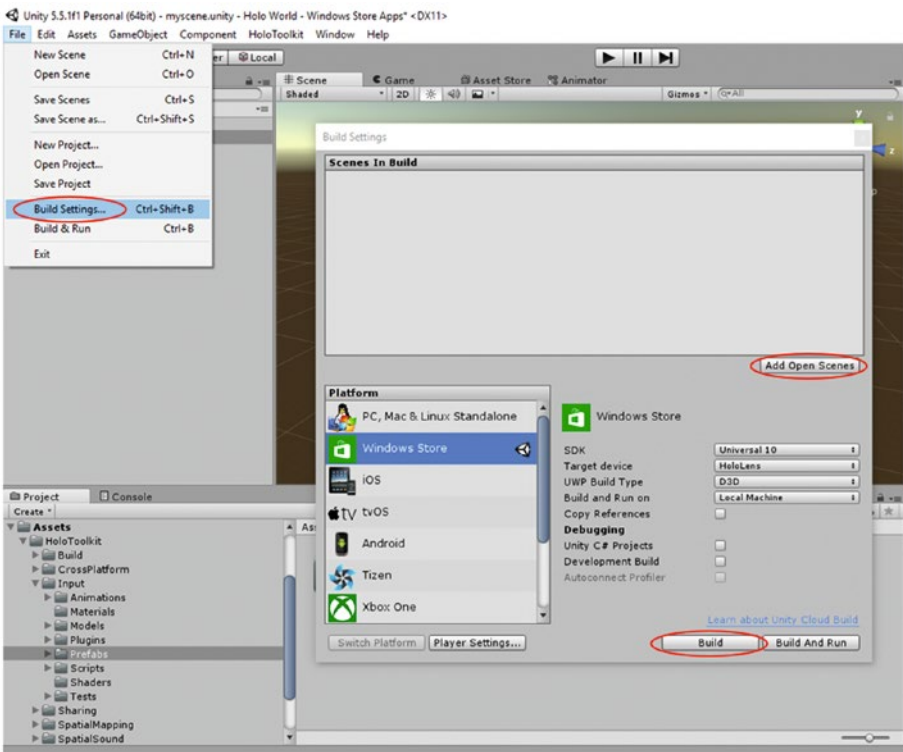 Unity 5.5.1f1 Personal (64bit) - myscene.unity - Holo World - Windows Store Apps* <DX11>
File Edit Assets GameObject Component HoloToolkit Window Help
New Scene Ctrl+N
Open Scene Ctrl+O
Save Scenes Ctrl+S
Save Scene as... Ctrl+Shift+S
New Project...
Open Project...
Save Project
Build Settings... Ctrl+Shift+B
Build & Run Ctrl+B
Exit
er Local
Scene Game Asset Store Animator
Shaded 2D Gizmos All
y
z
Build Settings
Scenes In Build
Add Open Scenes
Platform
PC, Mac & Linux Standalone
Windows Store
iOS
tv tvOS
Android
Tizen
Xbox One
Switch Platform Player Settings...
Windows Store
SDK Universal 10
Target device HoloLens
UWP Build Type D3D
Build and Run on Local Machine
Copy References
Debugging
Unity C# Projects
Development Build
Autoconnect Profiler
Learn about Unity Cloud Build
Build Build And Run
Project Console
Create
Assets
HoloToolkit
Build
CrossPlatform
Input
Animations
Materials
Models
Plugins
Prefabs
Scripts
Shaders
Tests
Sharing
SpatialMapping
SpatialSound
As